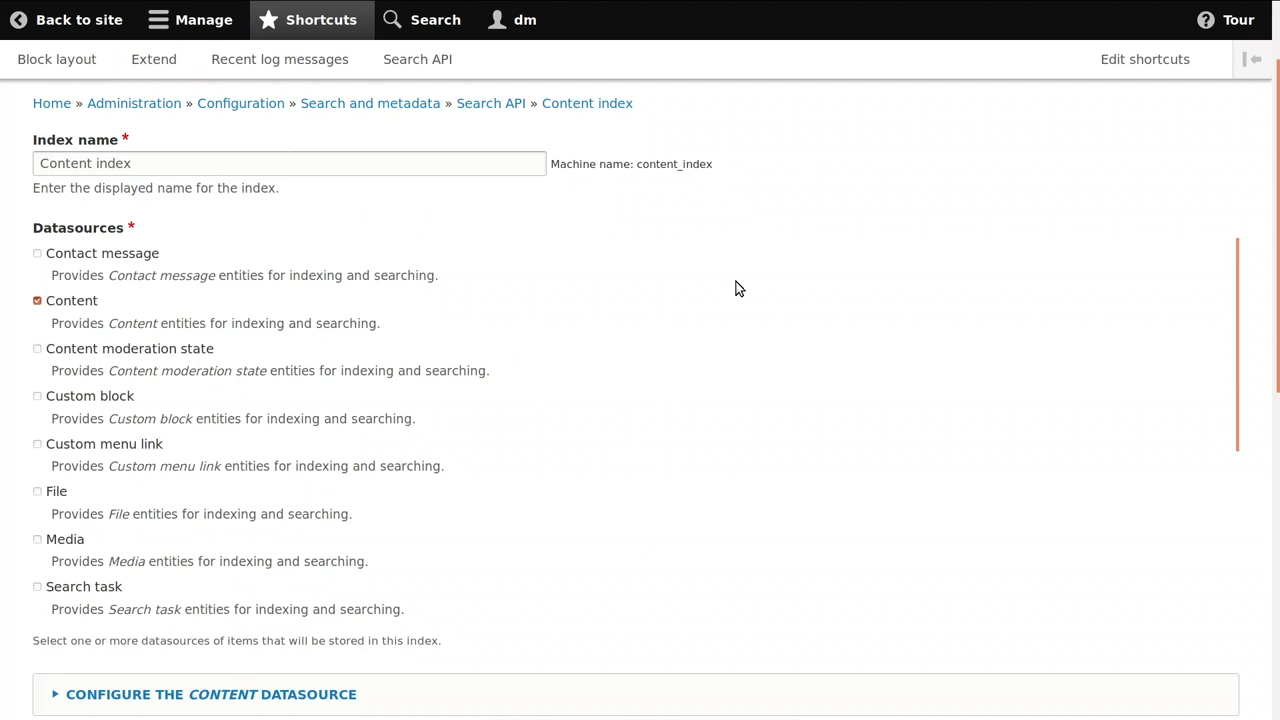 Back to site Manage Shortcuts Search dm Tour
Block layout Extend Recent log messages Search API Edit shortcuts
Home » Administration » Configuration » Search and metadata » Search API » Content index
Index name *
Content index Machine name: content_index
Enter the displayed name for the index.
Datasources *
Contact message
Provides Contact message entities for indexing and searching.
Content
Provides Content entities for indexing and searching.
Content moderation state
Provides Content moderation state entities for indexing and searching.
Custom block
Provides Custom block entities for indexing and searching.
Custom menu link
Provides Custom menu link entities for indexing and searching.
File
Provides File entities for indexing and searching.
Media
Provides Media entities for indexing and searching.
Search task
Provides Search task entities for indexing and searching.
Select one or more datasources of items that will be stored in this index.
CONFIGURE THE CONTENT DATASOURCE